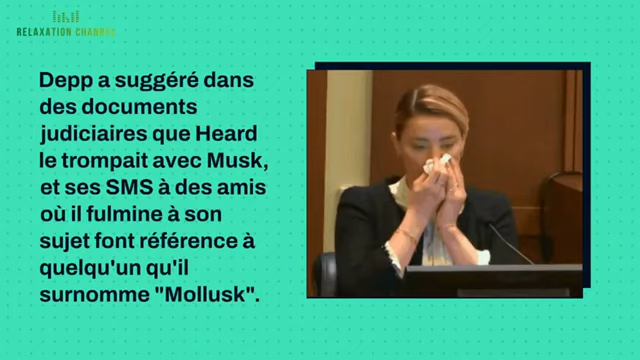 RELAXATION CHANNEL
Depp a suggéré dans
des documents
judiciaires que Heard
le trompait avec Musk,
et ses SMS à des amis
où il fulmine à son
sujet font référence à
quelqu'un qu'il
surnomme "Mollusk".